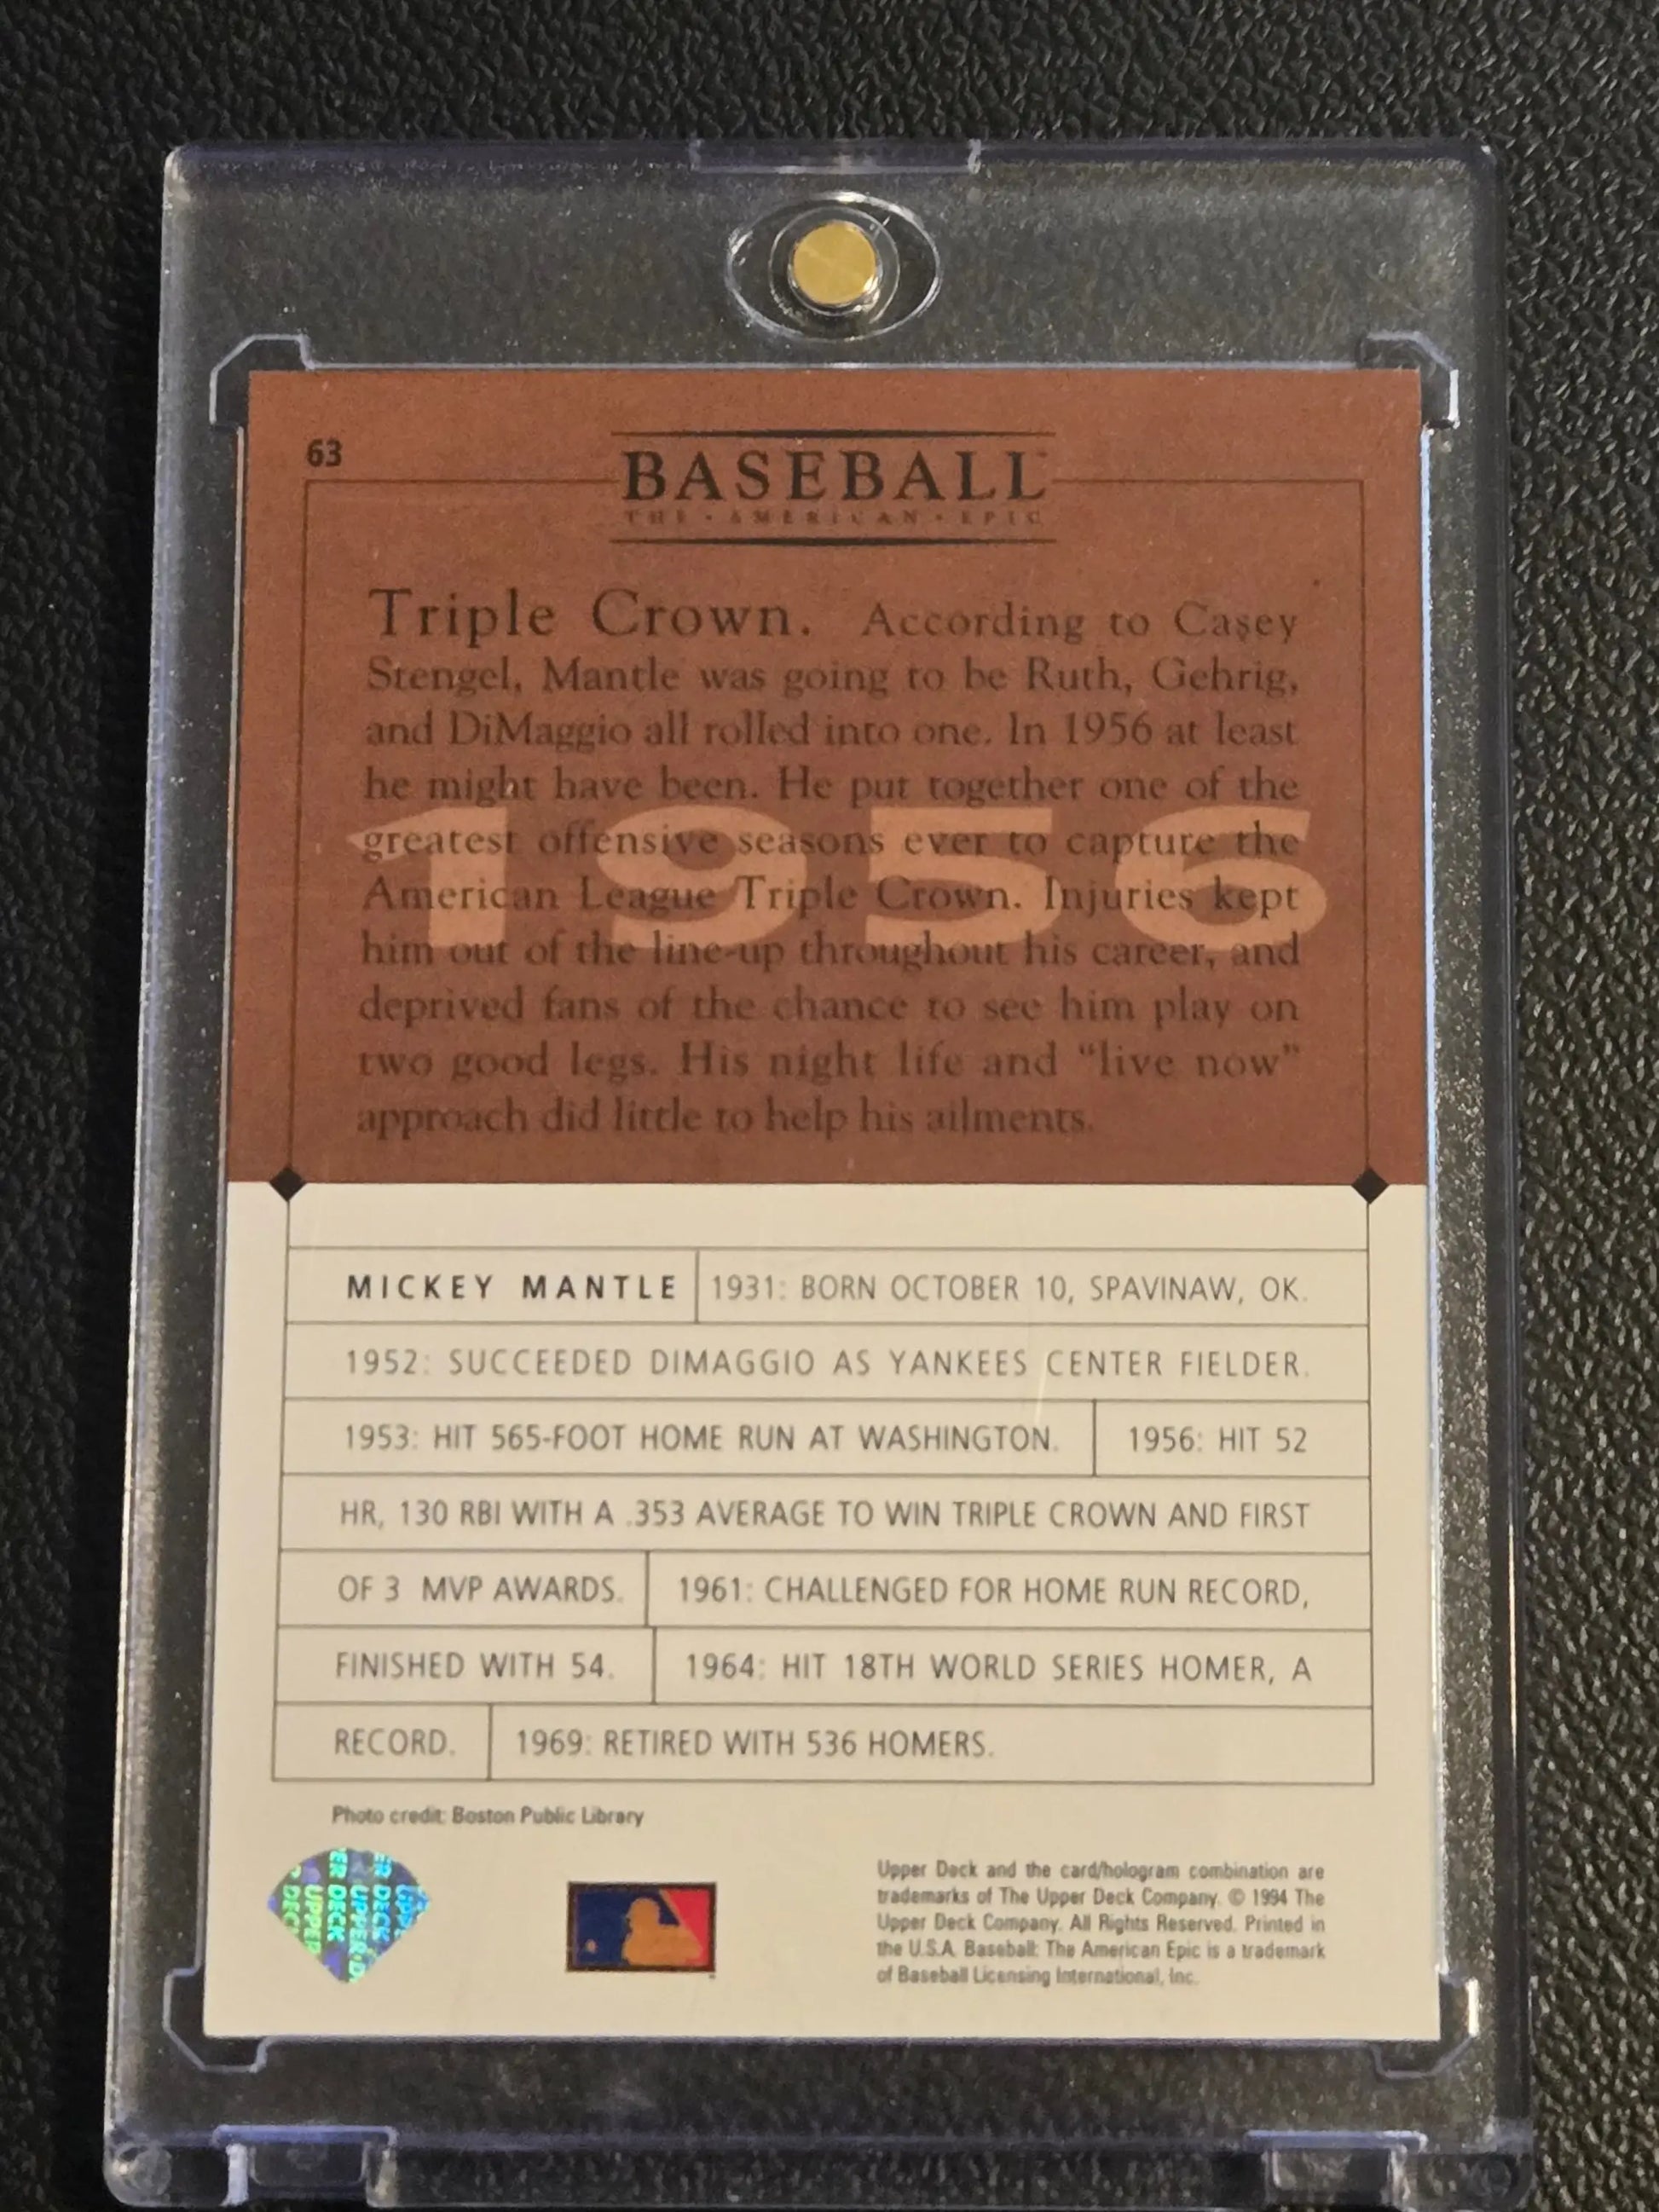 63
BASEBALL™
THE • AMERICAN • EPIC
Triple Crown. According to Casey
Stengel, Mantle was going to be Ruth, Gehrig,
and DiMaggio all rolled into one. In 1956 at least
he might have been. He put together one of the
greatest offensive seasons ever to capture the
American League Triple Crown. Injuries kept
him out of the line-up throughout his career, and
deprived fans of the chance to see him play on
two good legs. His night life and "live now"
approach did little to help his ailments.
1956
MICKEY MANTLE 1931: BORN OCTOBER 10, SPAVINAW, OK.
1952: SUCCEEDED DIMAGGIO AS YANKEES CENTER FIELDER.
1953: HIT 565-FOOT HOME RUN AT WASHINGTON. 1956: HIT 52
HR, 130 RBI WITH A .353 AVERAGE TO WIN TRIPLE CROWN AND FIRST
OF 3 MVP AWARDS. 1961: CHALLENGED FOR HOME RUN RECORD,
FINISHED WITH 54. 1964: HIT 18TH WORLD SERIES HOMER, A
RECORD. 1969: RETIRED WITH 536 HOMERS.
Photo credit: Boston Public Library
UPPER DECK
Upper Deck and the card/hologram combination are
trademarks of The Upper Deck Company. © 1994 The
Upper Deck Company. All Rights Reserved. Printed in
the U.S.A. Baseball: The American Epic is a trademark
of Baseball Licensing International, Inc.